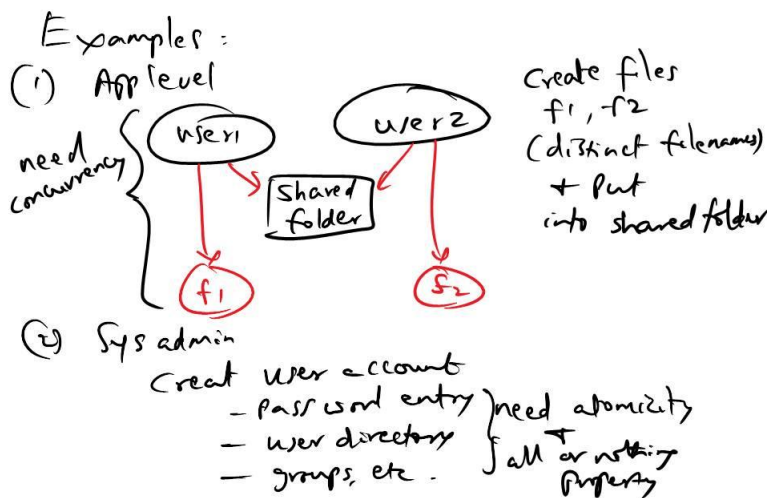 Examples:
(1) App level
user1
user2
Create files
f1, f2
(distinct filenames)
+ Put
into shared folder
need
concurrency
shared
folder
f1
f2
(2) Sys admin
Creat user account
- password entry
- user directory
- groups, etc.
need atomicity
+
all or nothing
property